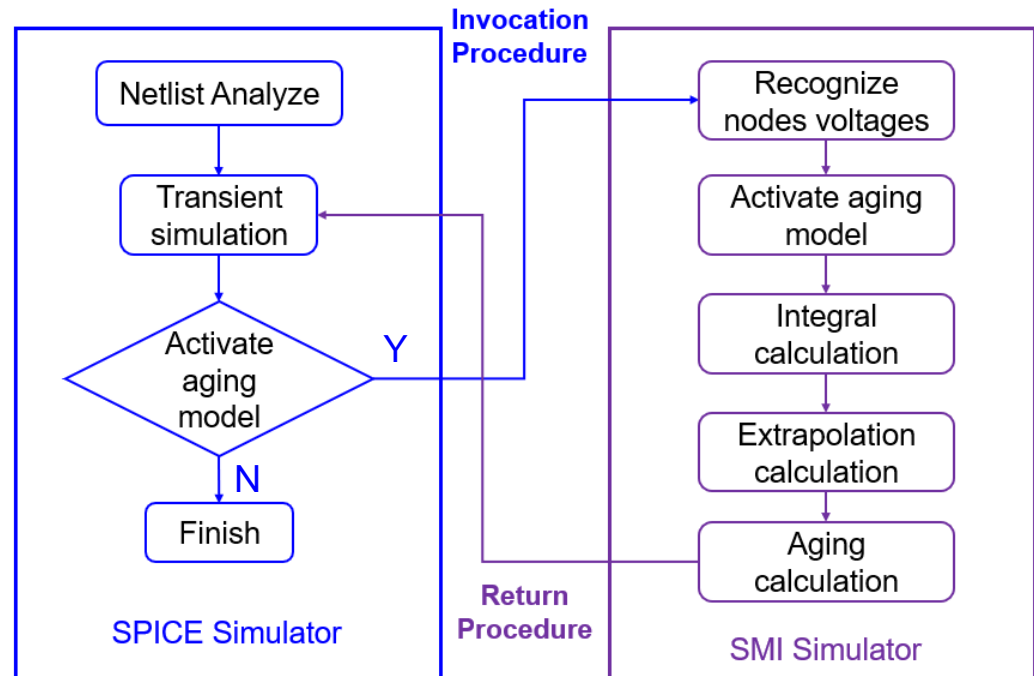 Invocation
Procedure
Netlist Analyze
Transient
simulation
Activate
aging
model
Y
N
Finish
SPICE Simulator
Recognize
nodes voltages
Activate aging
model
Integral
calculation
Extrapolation
calculation
Aging
calculation
Return
Procedure
SMI Simulator